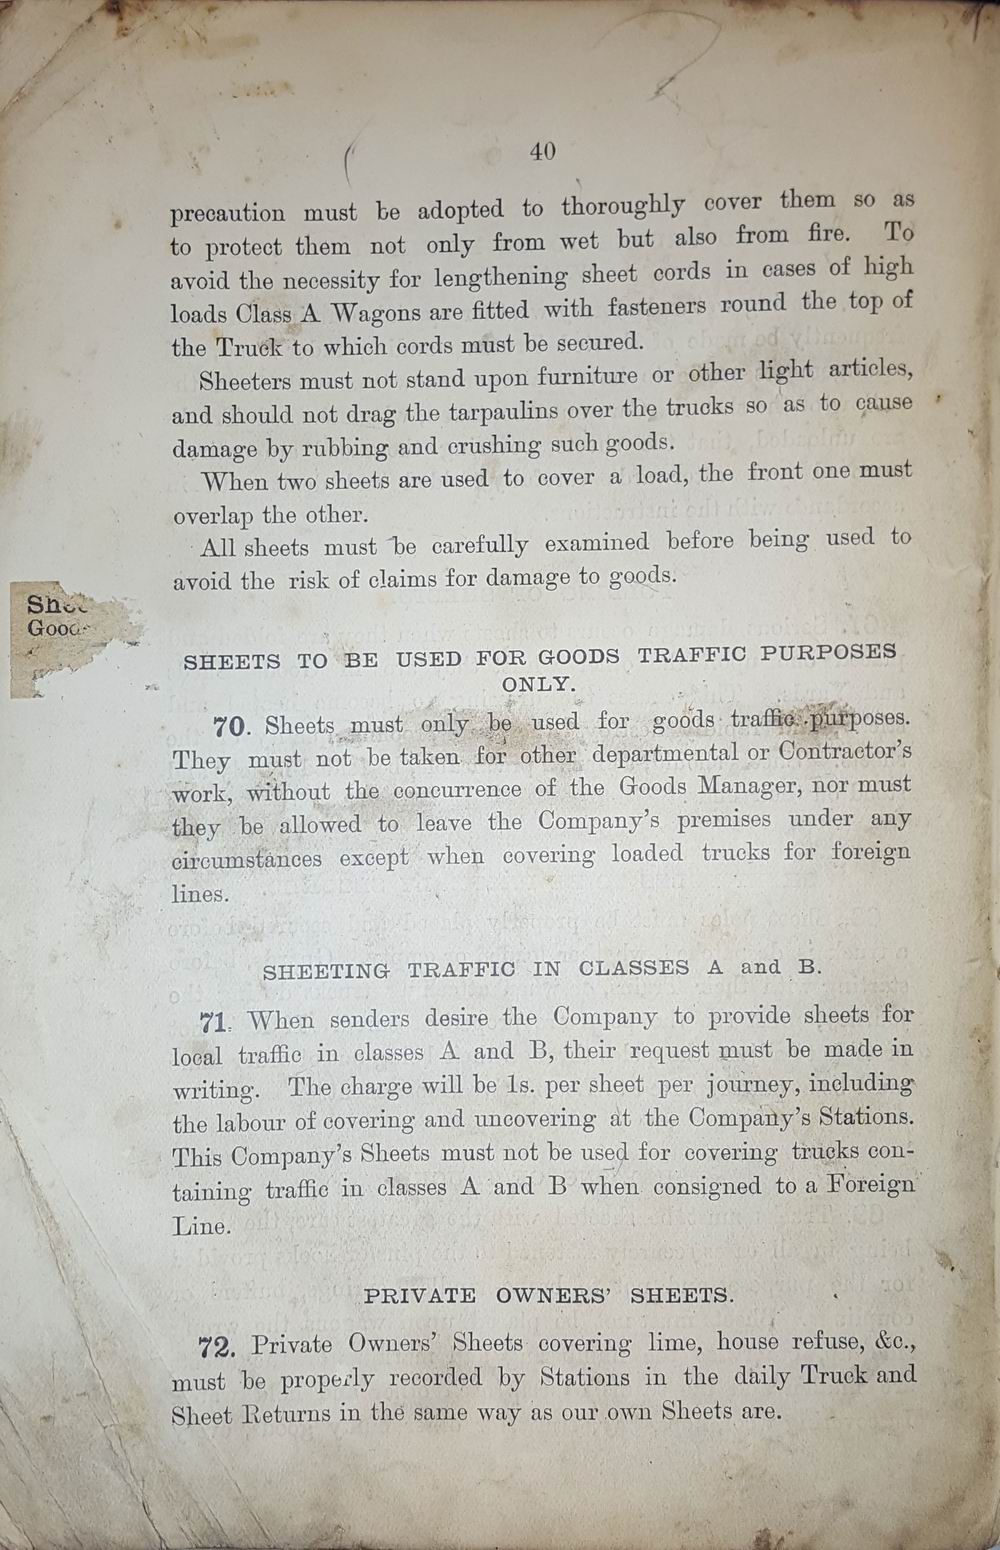 40
precaution must be adopted to thoroughly cover them so as
to protect them not only from wet but also from fire. To
avoid the necessity for lengthening sheet cords in cases of high
loads Class A Wagons are fitted with fasteners round the top of
the Truck to which cords must be secured.
Sheeters must not stand upon furniture or other light articles,
and should not drag the tarpaulins over the trucks so as to cause
damage by rubbing and crushing such goods.
When two sheets are used to cover a load, the front one must
overlap the other.
All sheets must be carefully examined before being used to
avoid the risk of claims for damage to goods.
SHEETS TO BE USED FOR GOODS TRAFFIC PURPOSES
ONLY.
70. Sheets must only be used for goods traffic purposes.
They must not be taken for other departmental or Contractor's
work, without the concurrence of the Goods Manager, nor must
they be allowed to leave the Company's premises under any
circumstances except when covering loaded trucks for foreign
lines.
SHEETING TRAFFIC IN CLASSES A and B.
71. When senders desire the Company to provide sheets for
local traffic in classes A and B, their request must be made in
writing. The charge will be 1s. per sheet per journey, including
the labour of covering and uncovering at the Company's Stations.
This Company's Sheets must not be used for covering trucks con-
taining traffic in classes A and B when consigned to a Foreign
Line.
PRIVATE OWNERS' SHEETS.
72. Private Owners' Sheets covering lime, house refuse, &c.,
must be properly recorded by Stations in the daily Truck and
Sheet Returns in the same way as our own Sheets are.